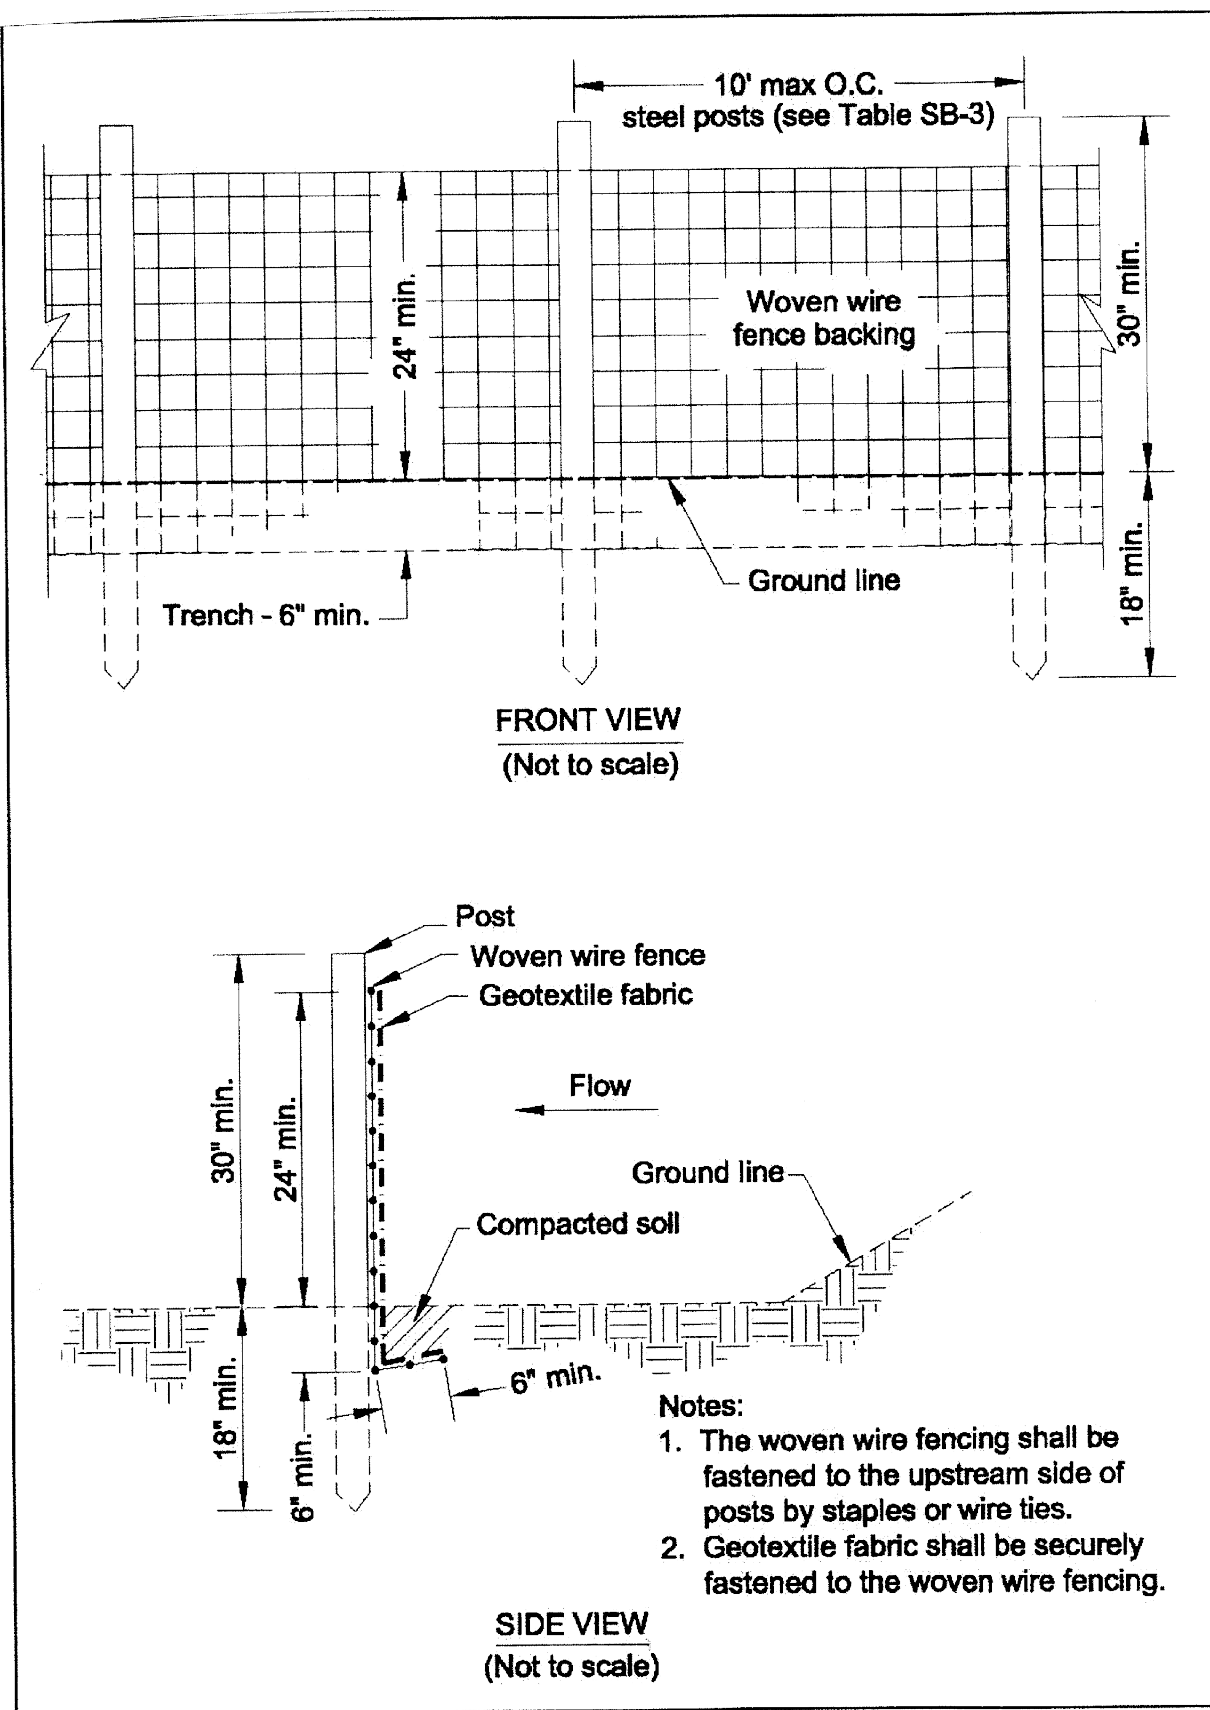 10' max O.C.
steel posts (see Table SB-3)
24" min.
Woven wire
fence backing
30" min.
18" min.
Ground line
Trench - 6" min.
FRONT VIEW
(Not to scale)
Post
Woven wire fence
Geotextile fabric
Flow
30" min.
24" min.
Ground line
Compacted soil
6" min.
18" min.
6" min.
Notes:
1. The woven wire fencing shall be
fastened to the upstream side of
posts by staples or wire ties.
2. Geotextile fabric shall be securely
fastened to the woven wire fencing.
SIDE VIEW
(Not to scale)